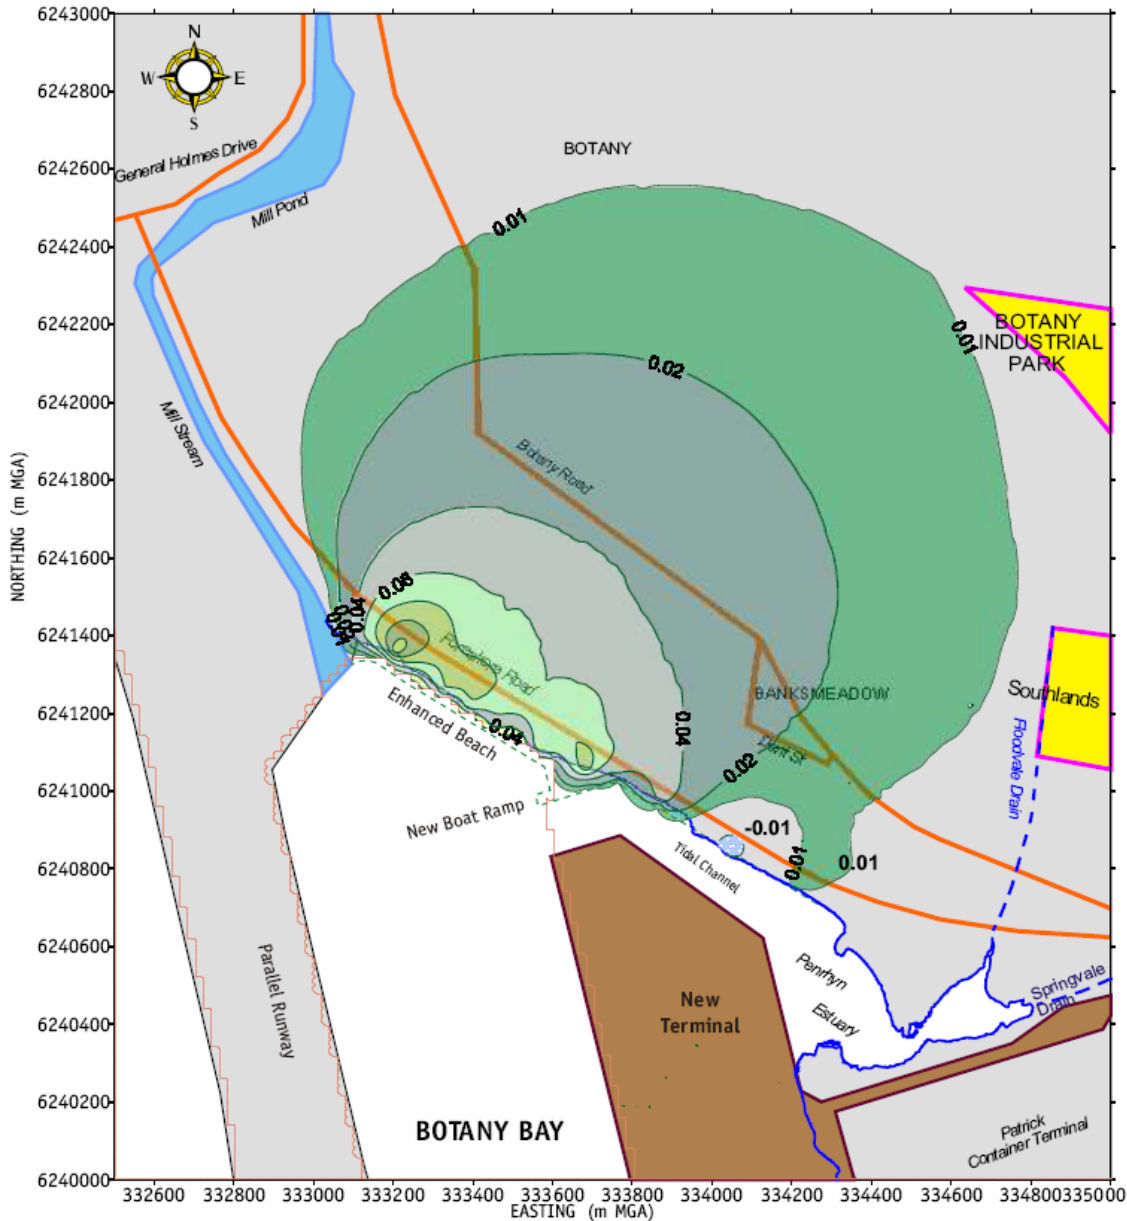 6243000
6242800
6242600
6242400
6242200
6242000
6241800
6241600
6241400
6241200
6241000
6240800
6240600
6240400
6240200
6240000
NORTHING (m MGA)
N
W
E
S
General Holmes Drive
Mill Pond
BOTANY
0.01
0.01
BOTANY
INDUSTRIAL
PARK
0.02
Mill Stream
Botany Road
0.06
0.04
Foreshore Road
BANKSMEADOW
Southlands
Enhanced Beach
0.04
0.04
Dent St
0.02
Floodvale Drain
New Boat Ramp
-0.01
Tidal Channel
0.01
0.01
Parallel Runway
Penrhyn
Estuary
New
Terminal
Springvale
Drain
BOTANY BAY
Patrick
Container Terminal
332600
332800
333000
333200
333400
333600
333800
334000
334200
334400
334600
334800
335000
EASTING (m MGA)